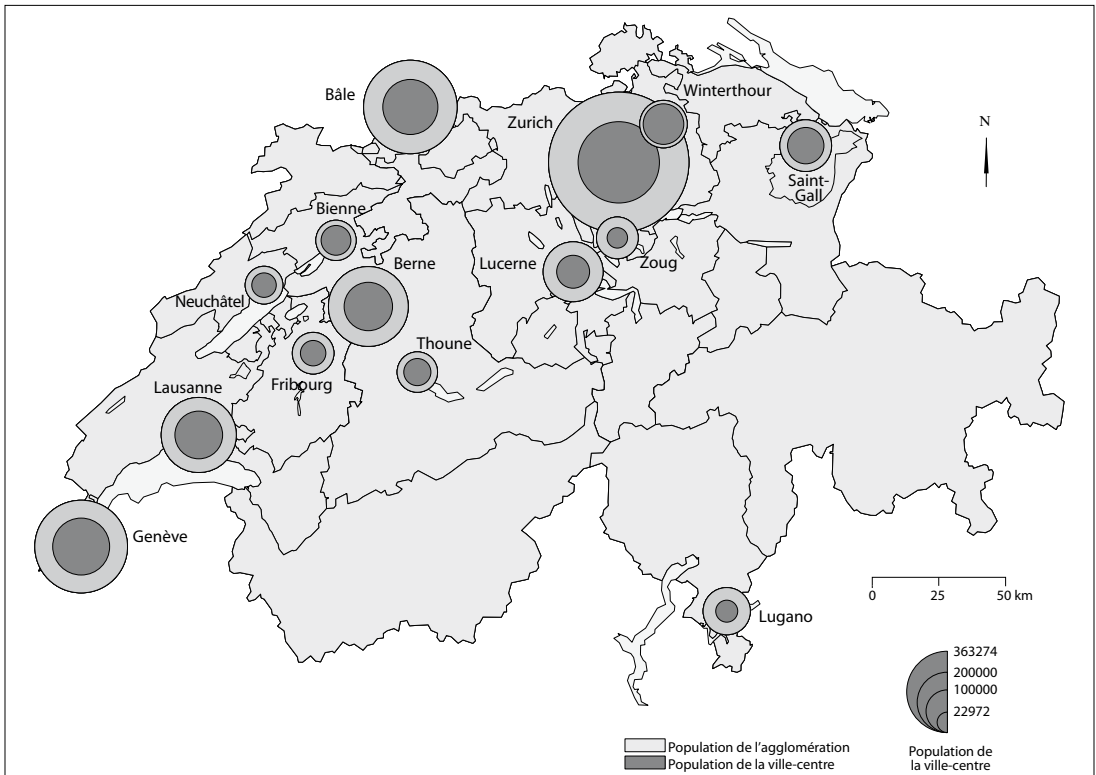 Bâle
Zurich
Winterthour
N
Saint-
Gall
Bienne
Berne
Lucerne
Zoug
Neuchâtel
Thoune
Fribourg
Lausanne
Genève
Lugano
0 25 50 km
363274
200000
100000
22972
Population de l'agglomération
Population de la ville-centre
Population de
la ville-centre